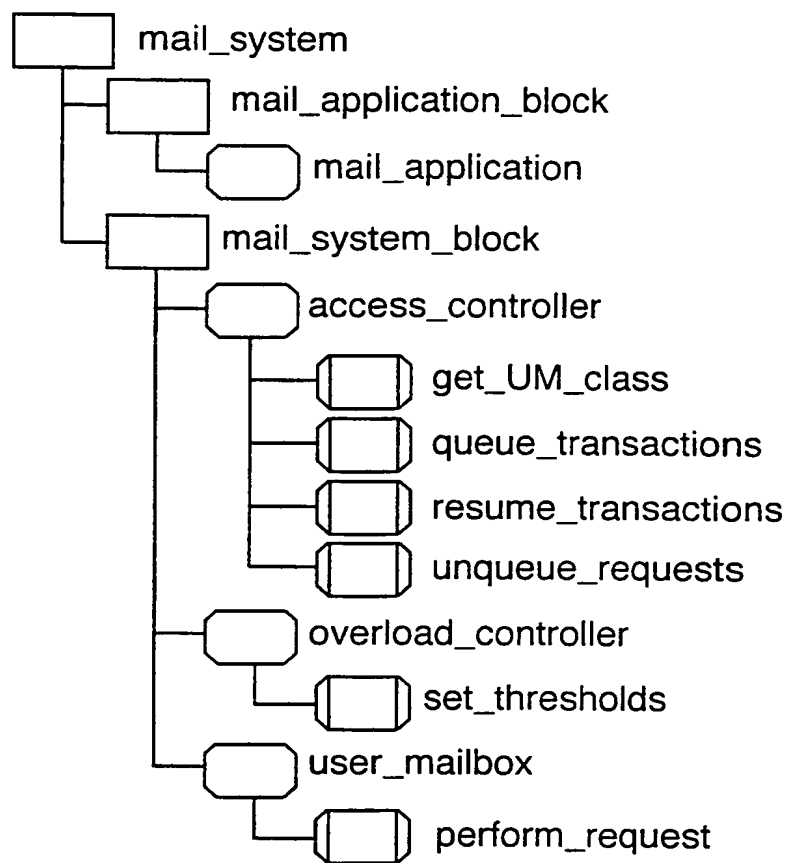 mail_system
mail_application_block
mail_application
mail_system_block
access_controller
get_UM_class
queue_transactions
resume_transactions
unqueue_requests
overload_controller
set_thresholds
user_mailbox
perform_request